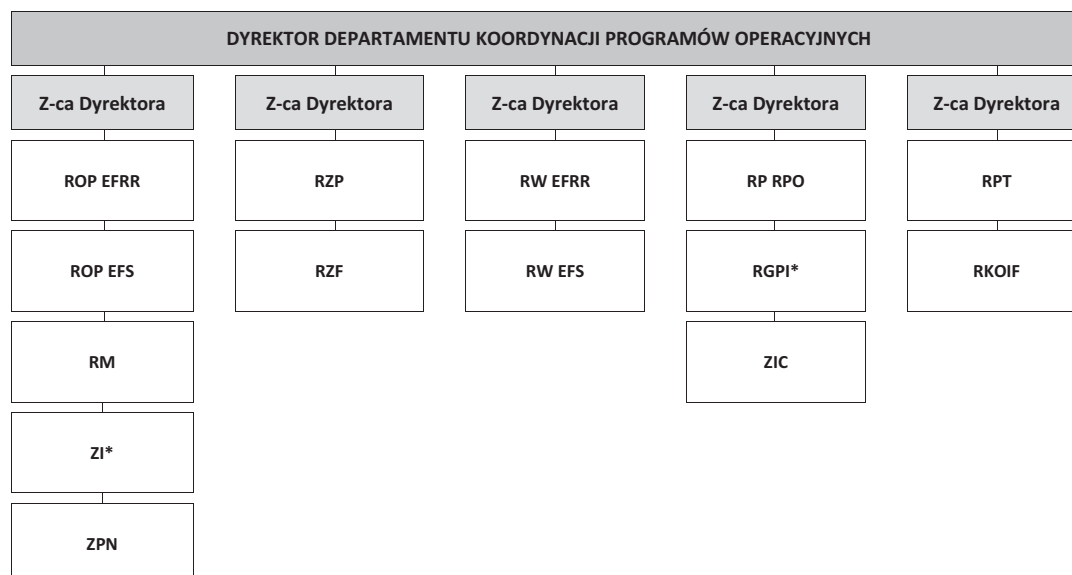 DYREKTOR DEPARTAMENTU KOORDYNACJI PROGRAMÓW OPERACYJNYCH
Z-ca Dyrektora
ROP EFRR
ROP EFS
RM
ZI*
ZPN
Z-ca Dyrektora
RZP
RZF
Z-ca Dyrektora
RW EFRR
RW EFS
Z-ca Dyrektora
RP RPO
RGPI*
ZIC
Z-ca Dyrektora
RPT
RKOIF